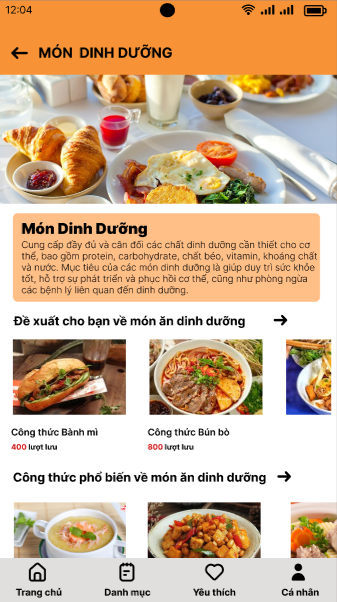 12:04
MÓN DINH DƯỠNG
Món Dinh Dưỡng
Cung cấp đầy đủ và cân đối các chất dinh dưỡng cần thiết cho cơ
thể, bao gồm protein, carbohydrate, chất béo, vitamin, khoáng chất
và nước. Mục tiêu của các món dinh dưỡng là giúp duy trì sức khỏe
tốt, hỗ trợ sự phát triển và phục hồi cơ thể, cũng như phòng ngừa
các bệnh lý liên quan đến dinh dưỡng.
Đề xuất cho bạn về món ăn dinh dưỡng
Công thức Bành mì
Công thức Bún bò
400 lượt lưu
800 lượt lưu
Công thức phổ biến về món ăn dinh dưỡng
Trang chủ
Danh mục
Yêu thích
Cá nhân